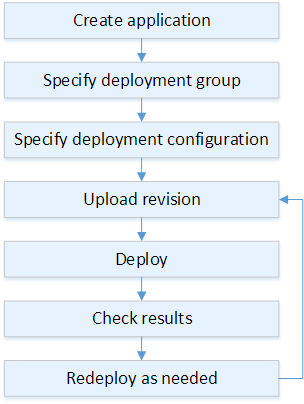 Create application
Specify deployment group
Specify deployment configuration
Upload revision
Deploy
Check results
Redeploy as needed